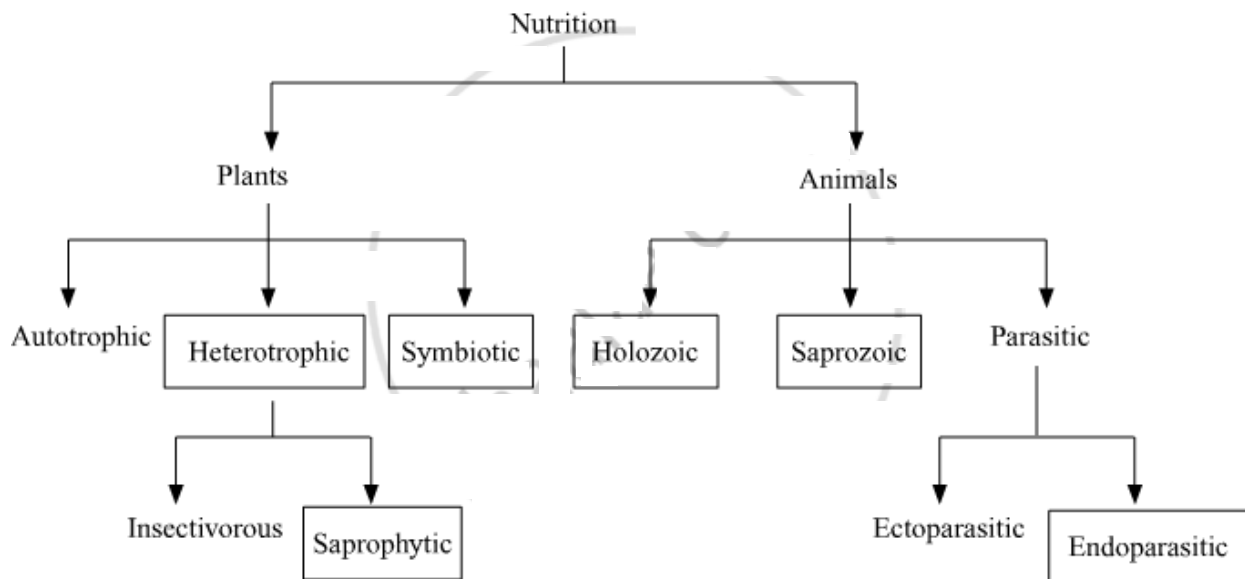 Nutrition
Plants
Animals
Autotrophic
Heterotrophic
Symbiotic
Holozoic
Saprozoic
Parasitic
Insectivorous
Saprophytic
Ectoparasitic
Endoparasitic